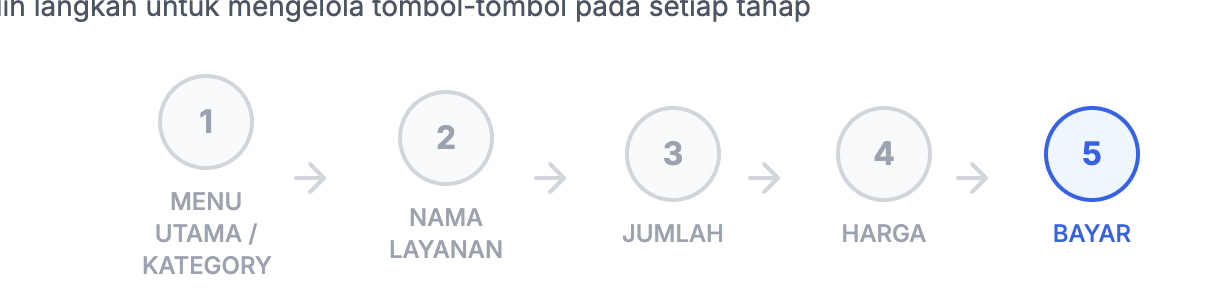 langkah untuk mengelola tombol-tombol pada setiap tahap
1
MENU
UTAMA /
KATEGORY
2
NAMA
LAYANAN
3
JUMLAH
4
HARGA
5
BAYAR